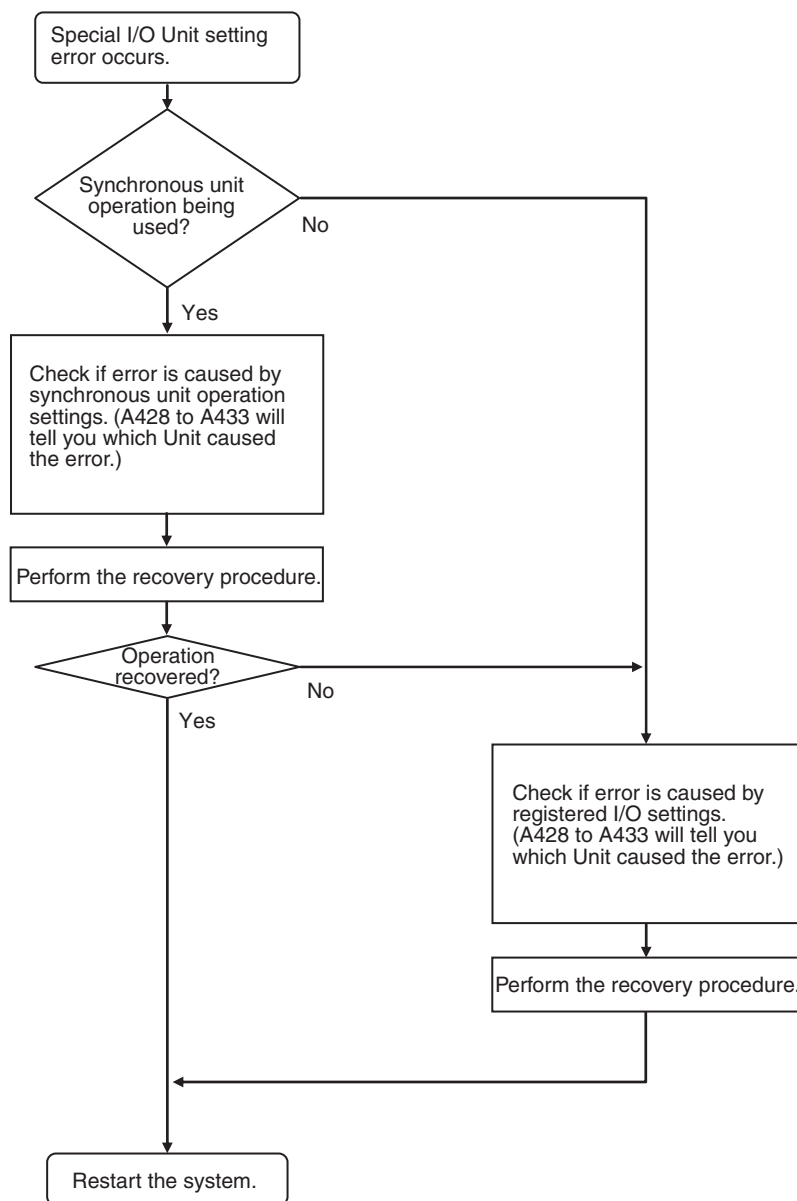 Special I/O Unit setting
error occurs.
Synchronous unit
operation being
used?
No
Yes
Check if error is caused by
synchronous unit operation
settings. (A428 to A433 will
tell you which Unit caused
the error.)
Perform the recovery procedure.
Operation
recovered?
No
Yes
Check if error is caused by
registered I/O settings.
(A428 to A433 will tell you
which Unit caused the error.)
Perform the recovery procedure.
Restart the system.